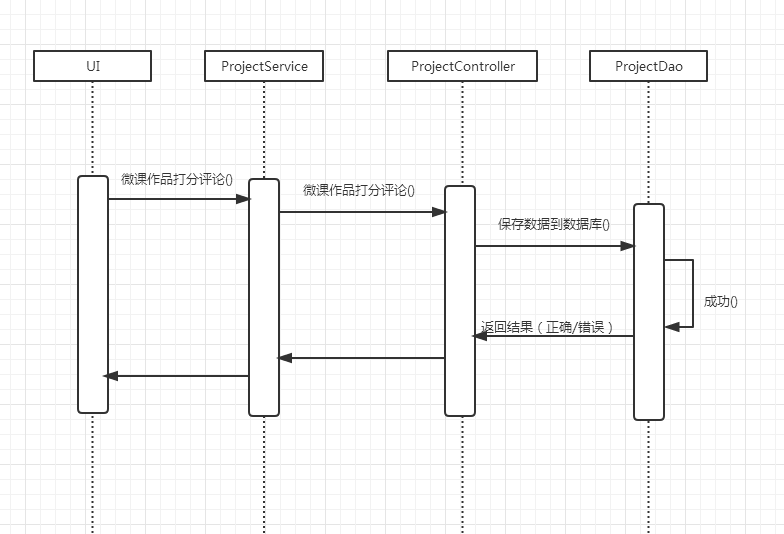 UI
ProjectService
ProjectController
ProjectDao
微课作品打分评论()
微课作品打分评论()
保存数据到数据库()
成功()
返回结果（正确/错误）